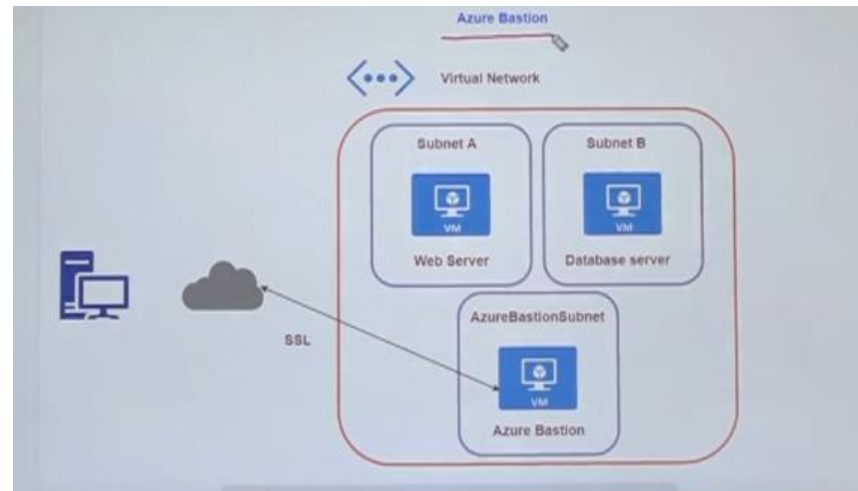 Azure Bastion
Virtual Network
Subnet A
Subnet B
VM
VM
Web Server
Database server
SSL
AzureBastionSubnet
VM
Azure Bastion